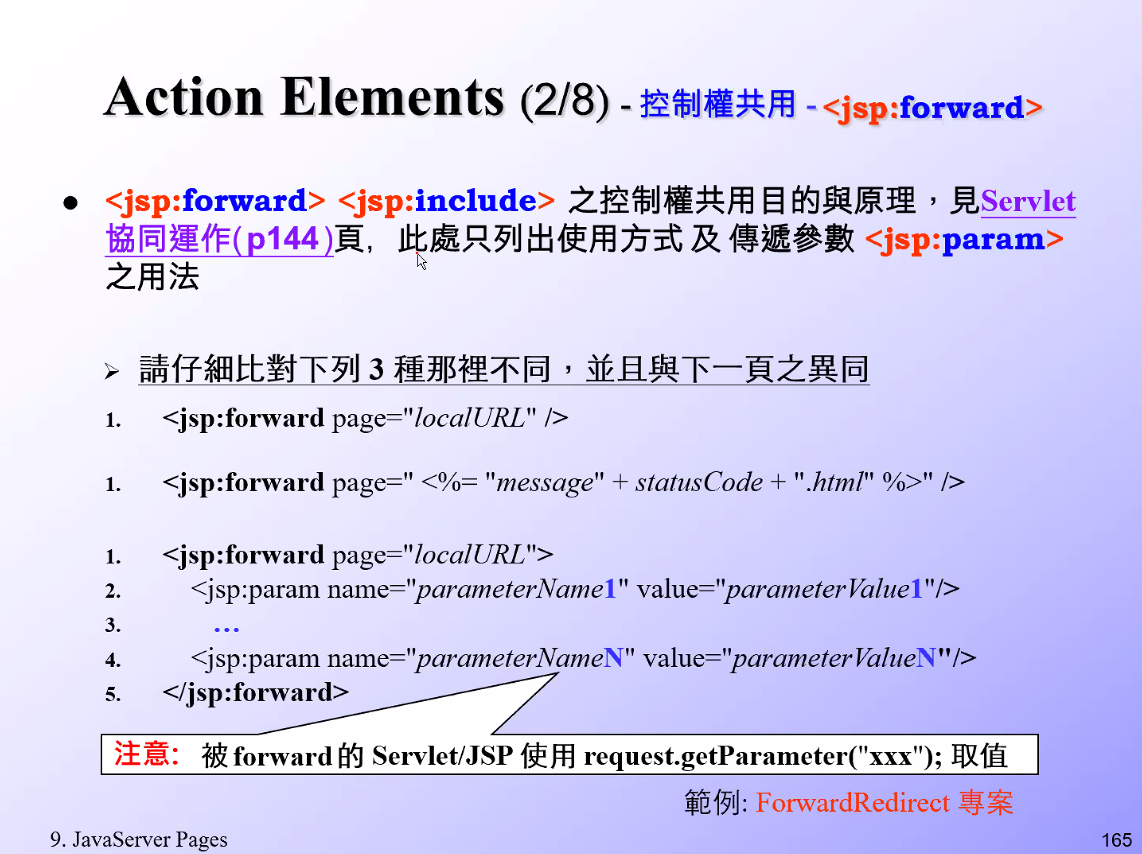 Action Elements (2/8) - 控制權共用 - <jsp:forward>
● <jsp:forward> <jsp:include> 之控制權共用目的與原理，見Servlet
協同運作(p144)頁, 此處只列出使用方式 及 傳遞參數 <jsp:param>
之用法
➢ 請仔細比對下列 3 種那裡不同，並且與下一頁之異同
1. <jsp:forward page="localURL" />
1. <jsp:forward page=" <%= "message" + statusCode + ".html" %>" />
1. <jsp:forward page="localURL">
2. <jsp:param name="parameterName1" value="parameterValue1"/>
3. …
4. <jsp:param name="parameterNameN" value="parameterValueN"/>
5. </jsp:forward>
注意: 被forward的 Servlet/JSP 使用 request.getParameter("xxx"); 取值
範例: ForwardRedirect 專案
9. JavaServer Pages
165